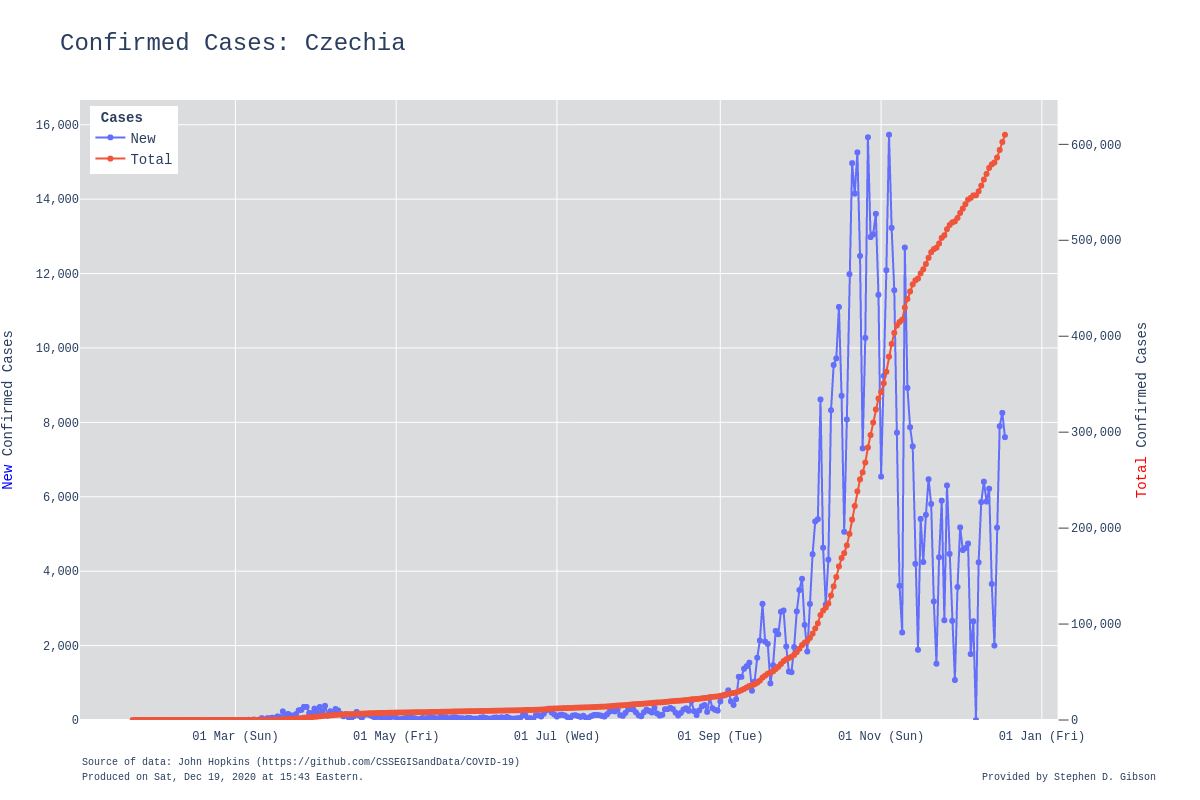 Confirmed Cases: Czechia
Cases
New
Total
16,000
14,000
12,000
10,000
8,000
6,000
4,000
2,000
0
New Confirmed Cases
600,000
500,000
400,000
300,000
200,000
100,000
0
Total Confirmed Cases
01 Mar (Sun)
01 May (Fri)
01 Jul (Wed)
01 Sep (Tue)
01 Nov (Sun)
01 Jan (Fri)
Source of data: John Hopkins (https://github.com/CSSEGISandData/COVID-19)
Produced on Sat, Dec 19, 2020 at 15:43 Eastern.
Provided by Stephen D. Gibson